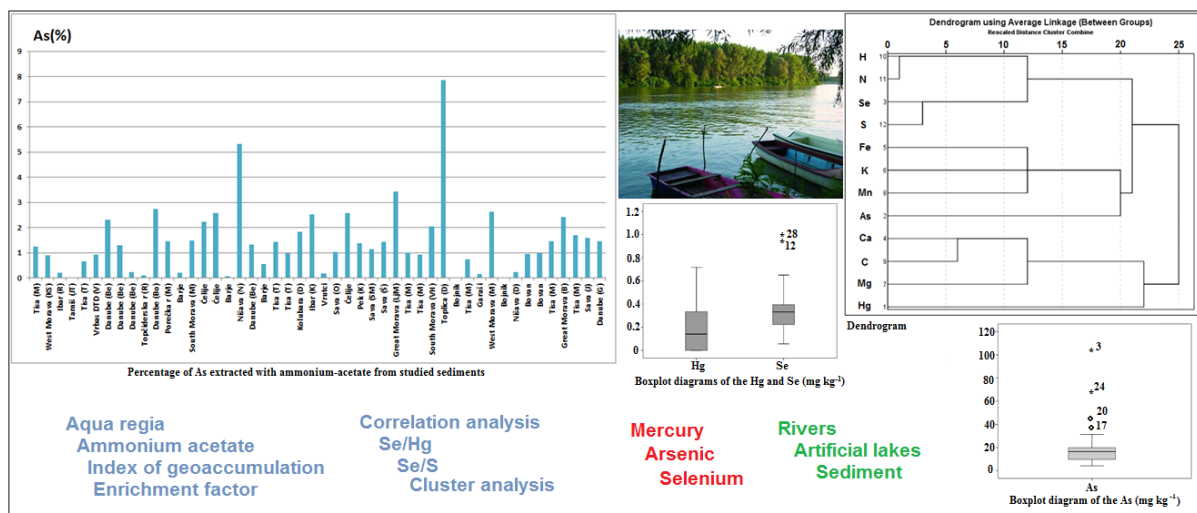 As(%)
9
8
7
6
5
4
3
2
1
0
Tisa (M)
West Morava (KS)
Ibar (R)
Tamiš (JT)
Tisa (T)
Vrbas DTD (V)
Danube (Be)
Danube (Be)
Danube (Be)
Topčiderska r (R)
Danube (Bo)
Porečka r (M)
Barje
South Morava (M)
Ćelije
Ćelije
Barje
Nišava (N)
Danube (Be)
Barje
Tisa (T)
Tisa (T)
Kolubara (D)
Ibar (K)
Vrutci
Sava (O)
Ćelije
Pek (K)
Sava (SM)
Sava (Š)
Great Morava (LjM)
Tisa (M)
Tisa (M)
South Morava (VH)
Toplica (D)
Bojnik
Tisa (M)
Garaši
West Morava (M)
Bojnik
Nišava (D)
Bovan
Bovan
Tisa (M)
Great Morava (B)
Tisa (M)
Sava (J)
Danube (G)
Percentage of As extracted with ammonium-acetate from studied sediments
1.2
1.0
0.8
0.6
0.4
0.2
0
* 28
* 12
Hg Se
Boxplot diagrams of the Hg and Se (mg kg⁻¹)
Dendrogram using Average Linkage (Between Groups)
Rescaled Distance Cluster Combine
0 5 10 15 20 25
H 10
N 11
Se 3
S 12
Fe 5
K 6
Mn 8
As 2
Ca 4
C 9
Mg 7
Hg 1
Dendrogram
120
100
80
60
40
20
0
* 3
* 24
20
17
As
Boxplot diagram of the As (mg kg⁻¹)
Aqua regia
Ammonium acetate
Index of geoaccumulation
Enrichment factor
Correlation analysis
Se/Hg
Se/S
Cluster analysis
Mercury
Arsenic
Selenium
Rivers
Artificial lakes
Sediment